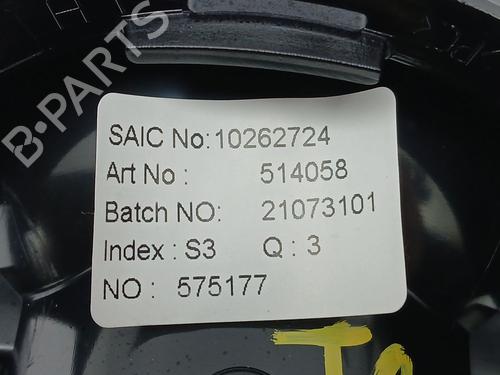 SAIC No:10262724
Art No : 514058
Batch NO: 21073101
Index : S3 Q : 3
NO : 575177
B-PARTS